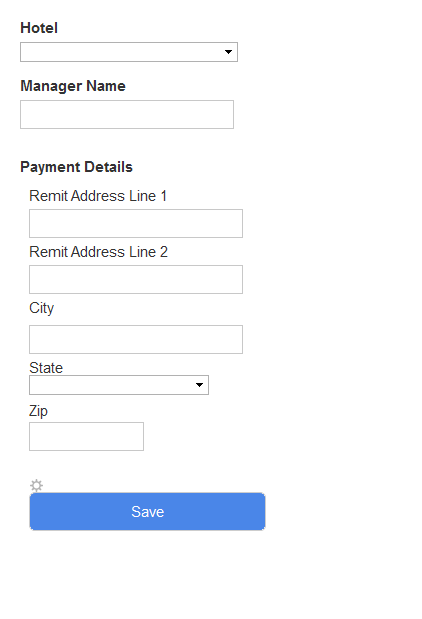 Hotel
Manager Name
Payment Details
Remit Address Line 1
Remit Address Line 2
City
State
Zip
Save